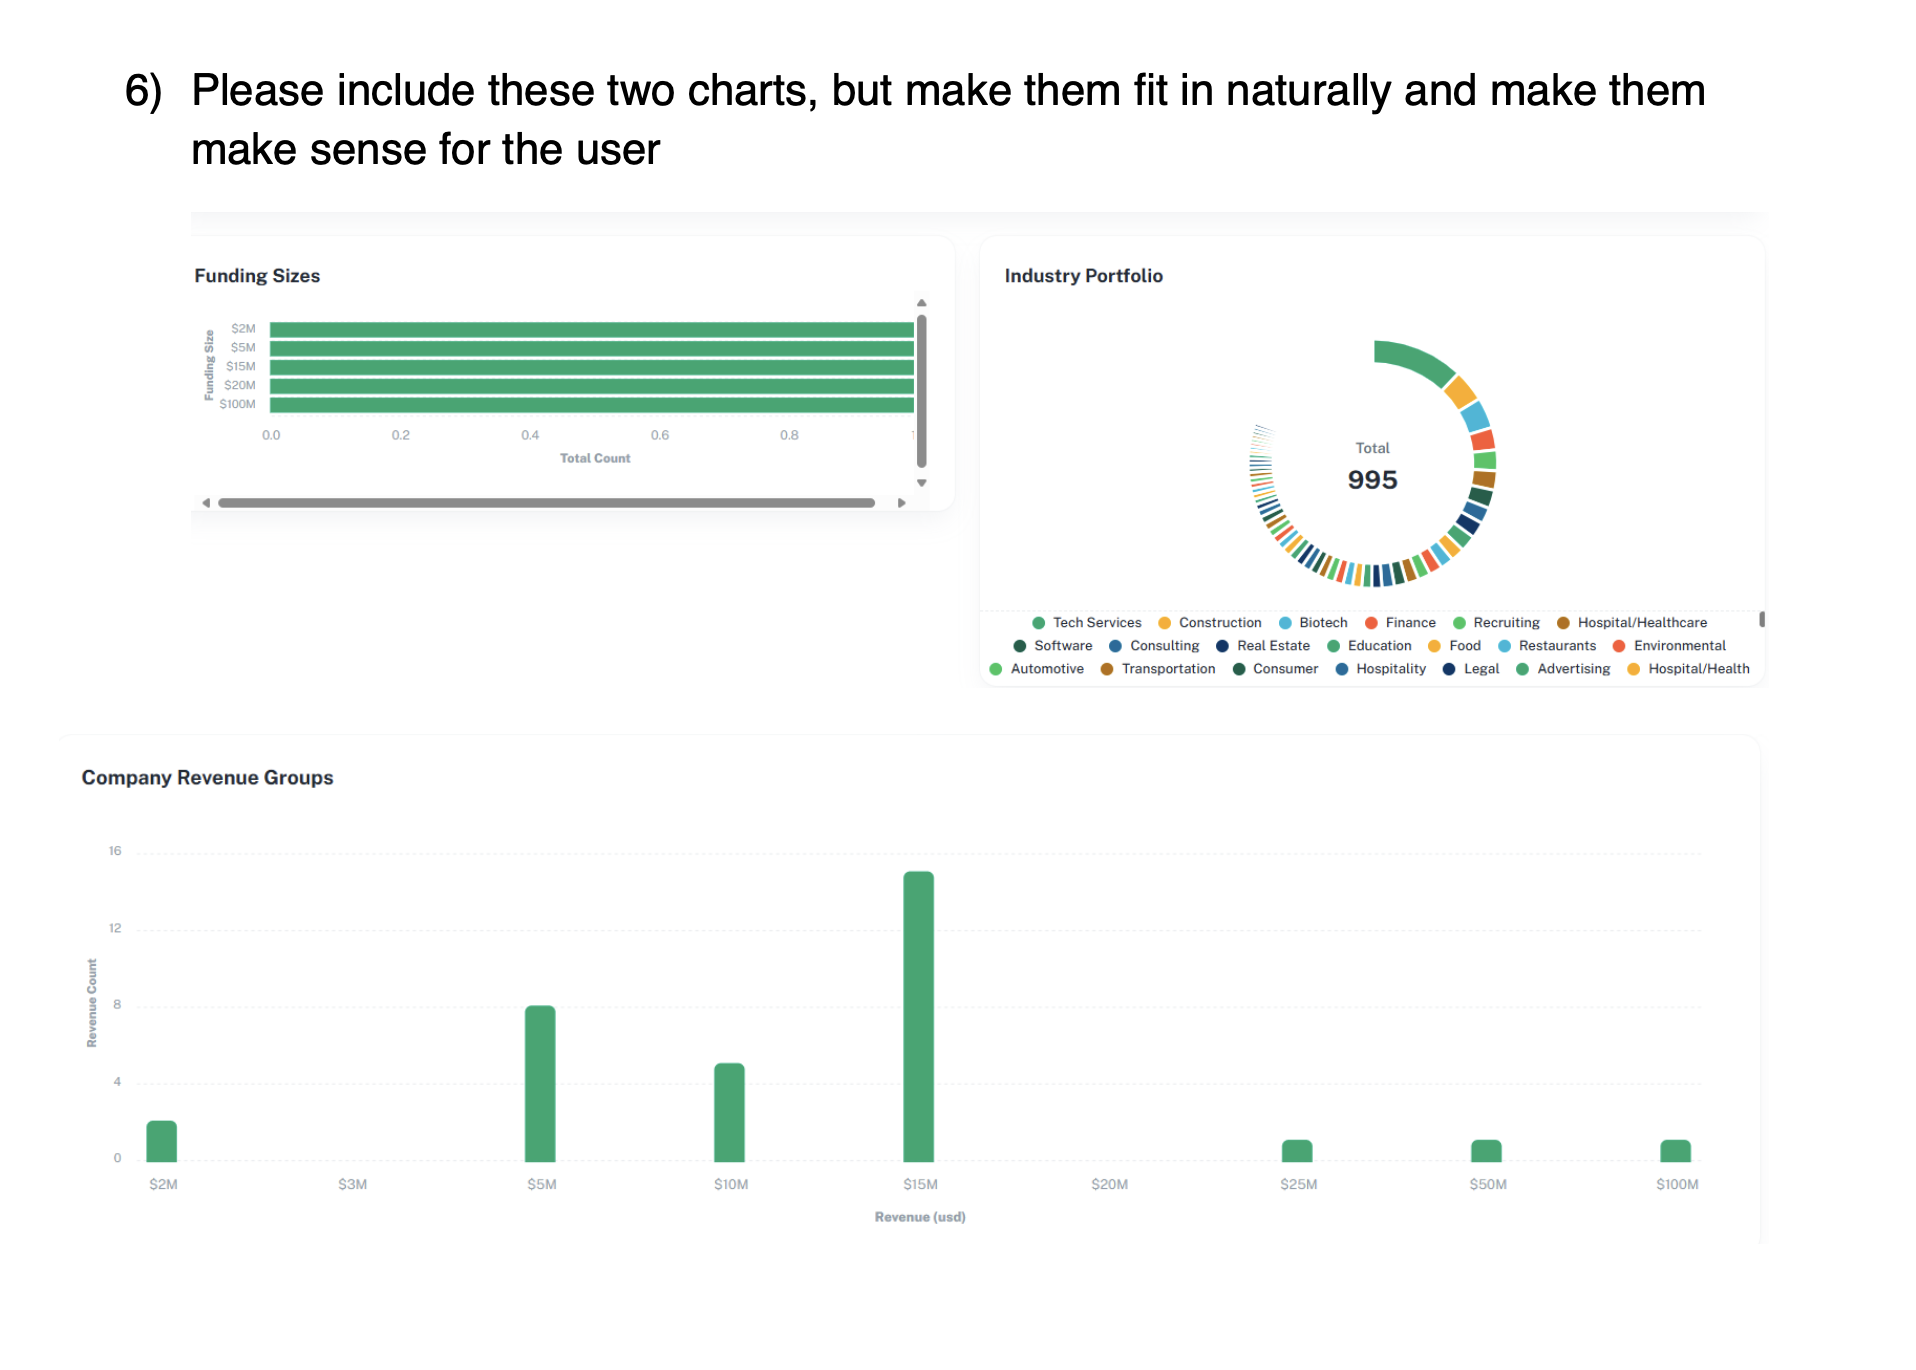 6) Please include these two charts, but make them fit in naturally and make them
make sense for the user
Funding Sizes
Funding Size
$2M
$5M
$15M
$20M
$100M
0.0 0.2 0.4 0.6 0.8
Total Count
Industry Portfolio
Total
995
Tech Services Construction Biotech Finance Recruiting Hospital/Healthcare
Software Consulting Real Estate Education Food Restaurants Environmental
Automotive Transportation Consumer Hospitality Legal Advertising Hospital/Health
Company Revenue Groups
Revenue Count
16
12
8
4
0
$2M $3M $5M $10M $15M $20M $25M $50M $100M
Revenue (usd)